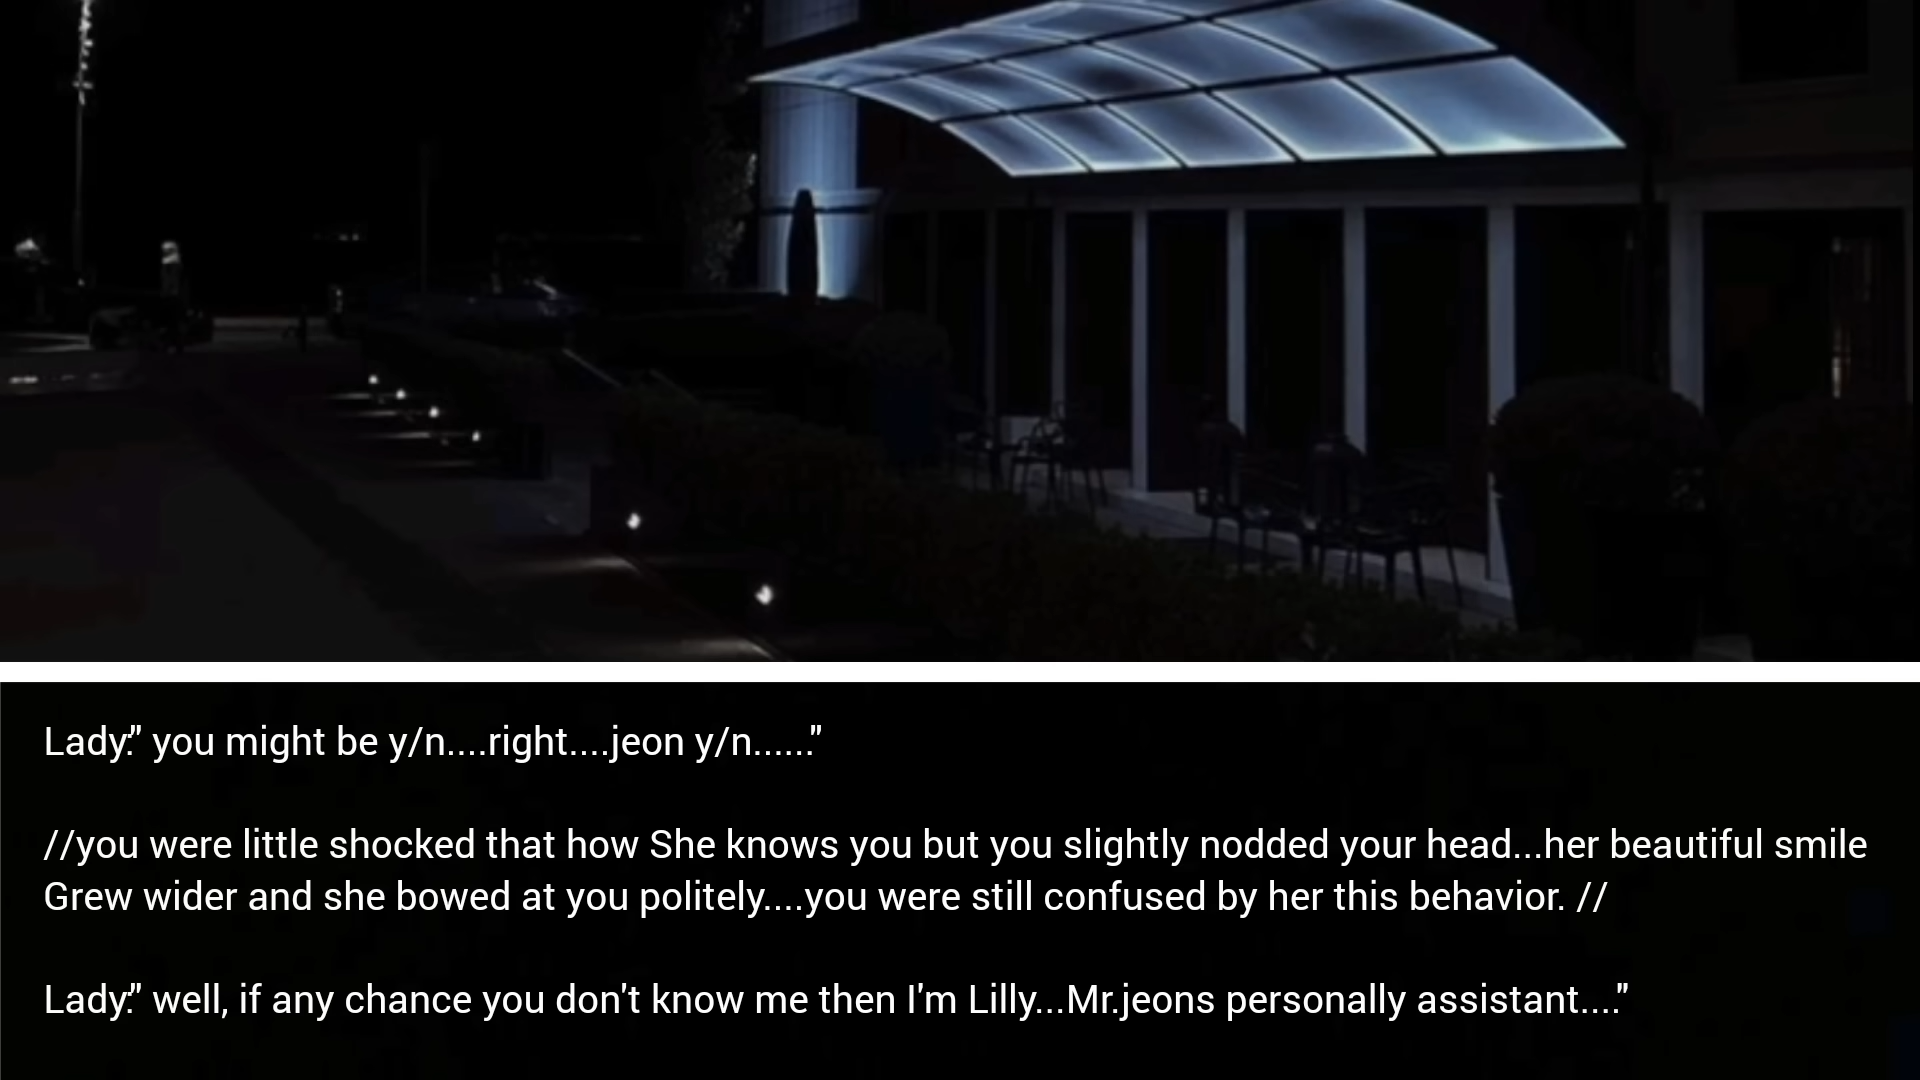 Lady:" you might be y/n....right....jeon y/n......"
//you were little shocked that how She knows you but you slightly nodded your head...her beautiful smile
Grew wider and she bowed at you politely....you were still confused by her this behavior. //
Lady:" well, if any chance you don't know me then I'm Lilly...Mr.jeons personally assistant...."